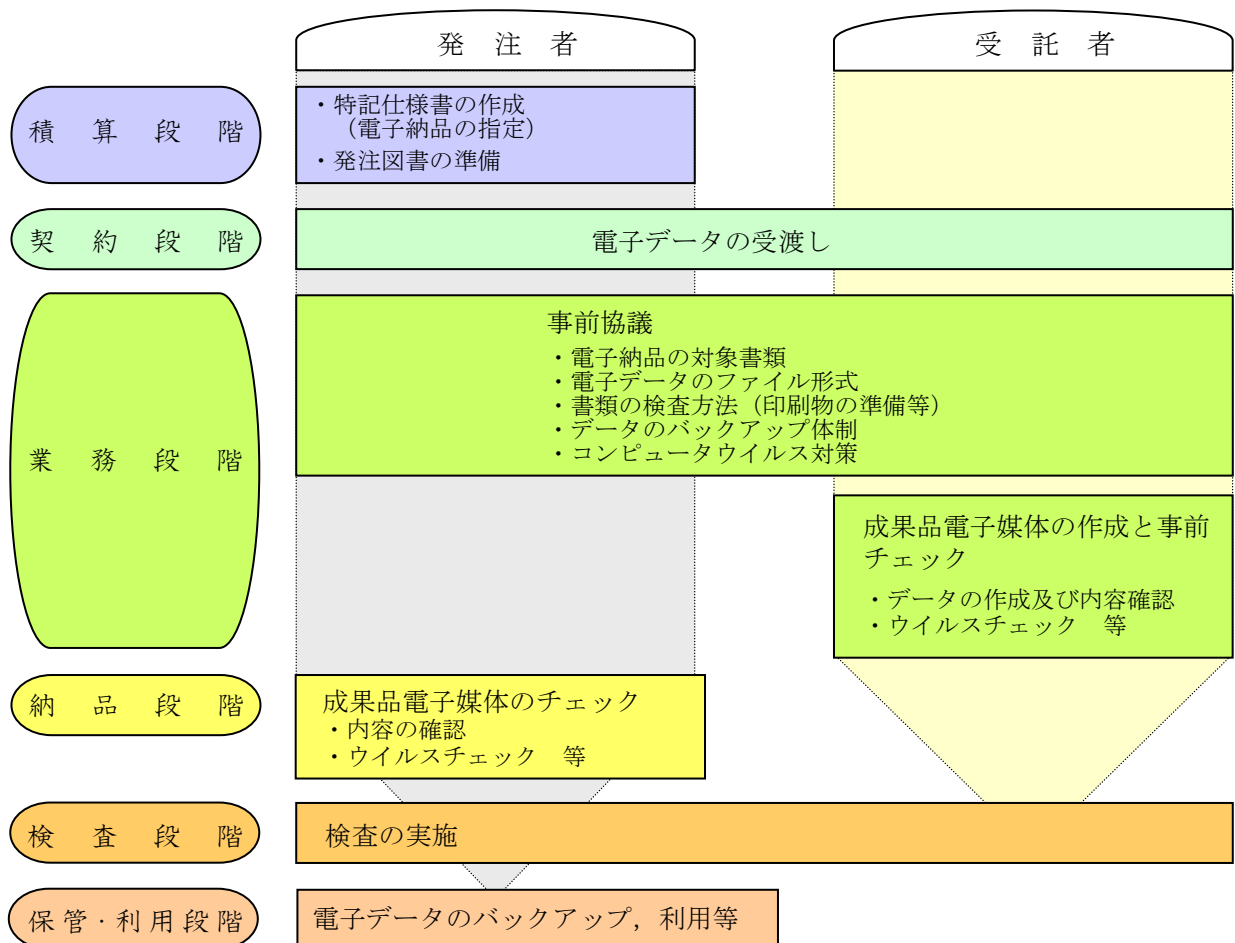 発 注 者
受 託 者
積 算 段 階
・特記仕様書の作成
（電子納品の指定）
・発注図書の準備
契 約 段 階
電子データの受渡し
業 務 段 階
事前協議
・電子納品の対象書類
・電子データのファイル形式
・書類の検査方法（印刷物の準備等）
・データのバックアップ体制
・コンピュータウイルス対策
成果品電子媒体の作成と事前
チェック
・データの作成及び内容確認
・ウイルスチェック　等
納 品 段 階
成果品電子媒体のチェック
・内容の確認
・ウイルスチェック　等
検 査 段 階
検査の実施
保管・利用段階
電子データのバックアップ，利用等